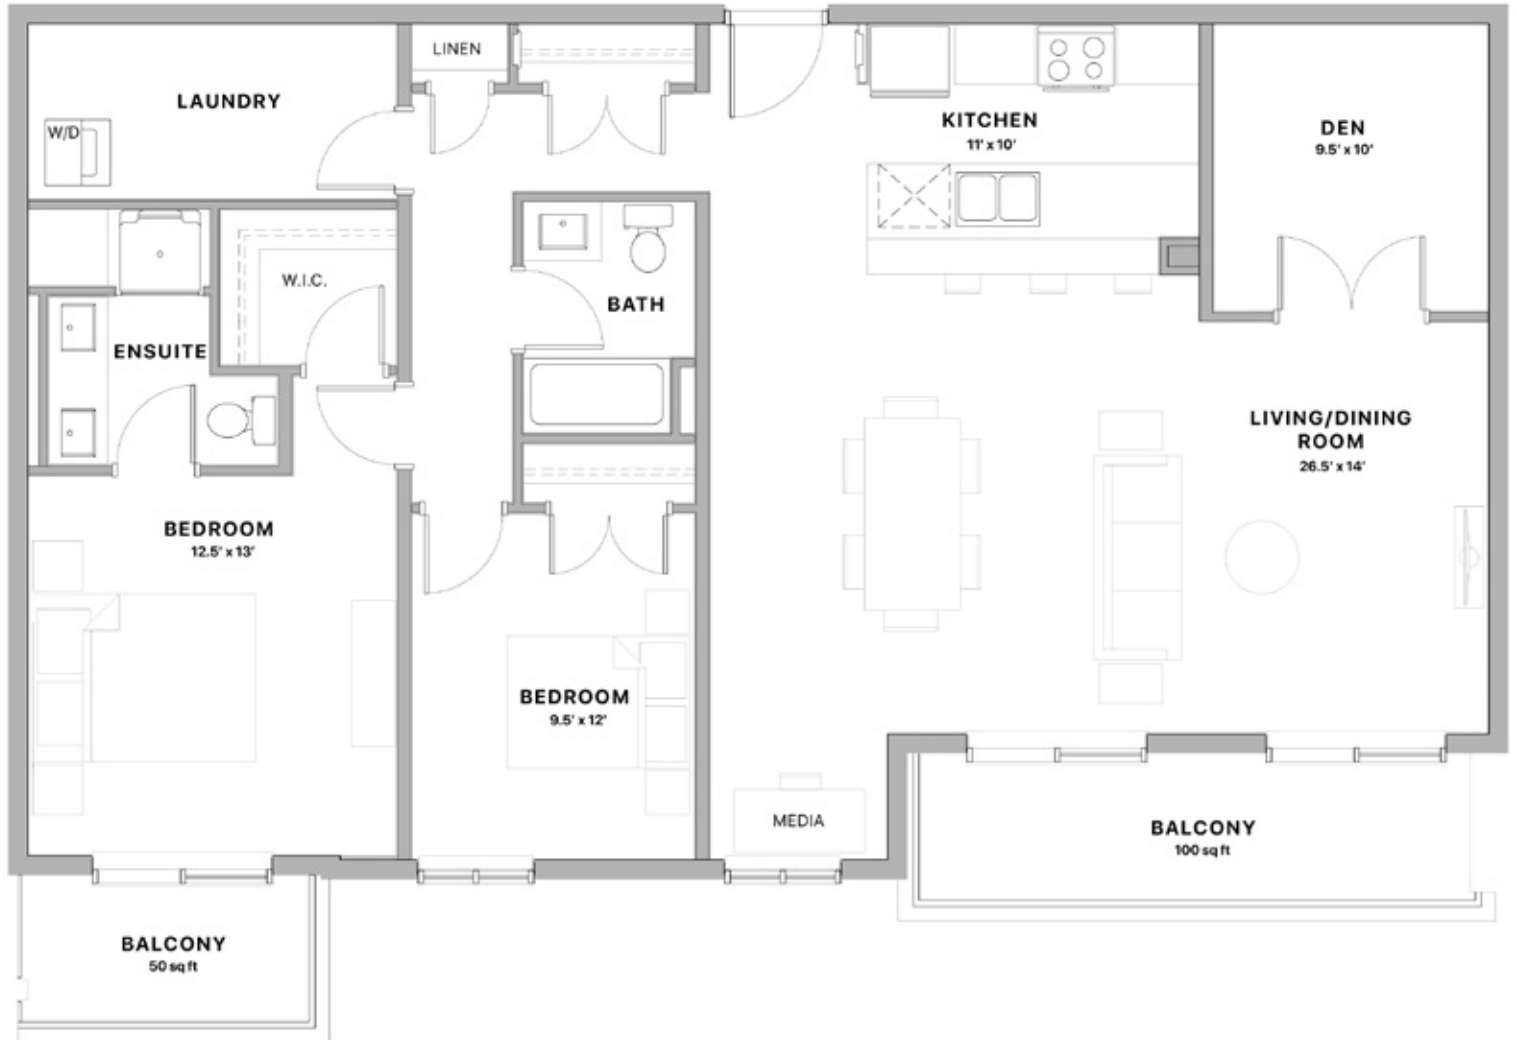 LINEN
LAUNDRY
W/D
KITCHEN
11' x 10'
DEN
9.5' x 10'
W.I.C.
BATH
ENSUITE
LIVING/DINING
ROOM
26.5' x 14'
BEDROOM
12.5' x 13'
BEDROOM
9.5' x 12'
MEDIA
BALCONY
100 sq ft
BALCONY
50 sq ft